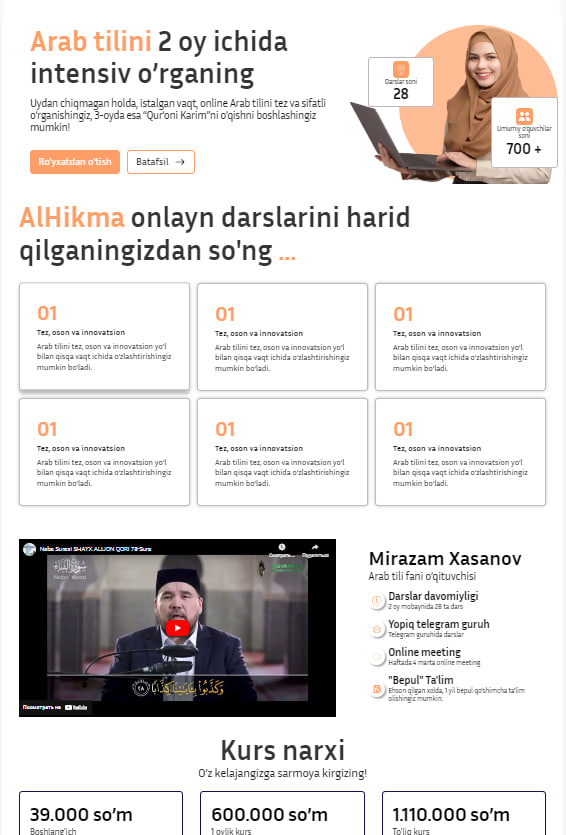 Arab tilini 2 oy ichida
intensiv o’rganing
Uydan chiqmagan holda, istalgan vaqt, online Arab tilini tez va sifatli
o’rganishingiz, 3-oyda esa “Qur’oni Karim”ni o’qishni boshlashingiz
mumkin!
Ro'yxatdan o'tish
Batafsil →
Darslar soni
28
Umumiy o'quvchilar
soni
700 +
AlHikma onlayn darslarini harid
qilganingizdan so'ng ...
01
Tez, oson va innovatsion
Arab tilini tez, oson va innovatsion yo’l
bilan qisqa vaqt ichida o’zlashtirishingiz
mumkin bo’ladi.
01
Tez, oson va innovatsion
Arab tilini tez, oson va innovatsion yo’l
bilan qisqa vaqt ichida o’zlashtirishingiz
mumkin bo’ladi.
01
Tez, oson va innovatsion
Arab tilini tez, oson va innovatsion yo’l
bilan qisqa vaqt ichida o’zlashtirishingiz
mumkin bo’ladi.
01
Tez, oson va innovatsion
Arab tilini tez, oson va innovatsion yo’l
bilan qisqa vaqt ichida o’zlashtirishingiz
mumkin bo’ladi.
01
Tez, oson va innovatsion
Arab tilini tez, oson va innovatsion yo’l
bilan qisqa vaqt ichida o’zlashtirishingiz
mumkin bo’ladi.
01
Tez, oson va innovatsion
Arab tilini tez, oson va innovatsion yo’l
bilan qisqa vaqt ichida o’zlashtirishingiz
mumkin bo’ladi.
Naba Surasi SHAYX ALIJON QORI 78-Sura
Смотреть...
Поделиться
سورة النبإ
Naba' surasi
وَكَذَّبُوا بِآيَاتِنَا كِذَّابًا ٢٨
Посмотреть на YouTube
Mirazam Xasanov
Arab tili fani o’qituvchisi
Darslar davomiyligi
2 oy mobaynida 28 ta dars
Yopiq telegram guruh
Telegram guruhida darslar
Online meeting
Haftada 4 marta online meeting
"Bepul" Ta'lim
Ehson qilgan xolda, 1 yil bepul qo'shimcha ta'lim
olishingiz mumkin.
Kurs narxi
O’z kelajangizga sarmoya kirgizing!
39.000 so’m
Boshlang’ich
600.000 so’m
1 oylik kurs
1.110.000 so’m
To’liq kurs